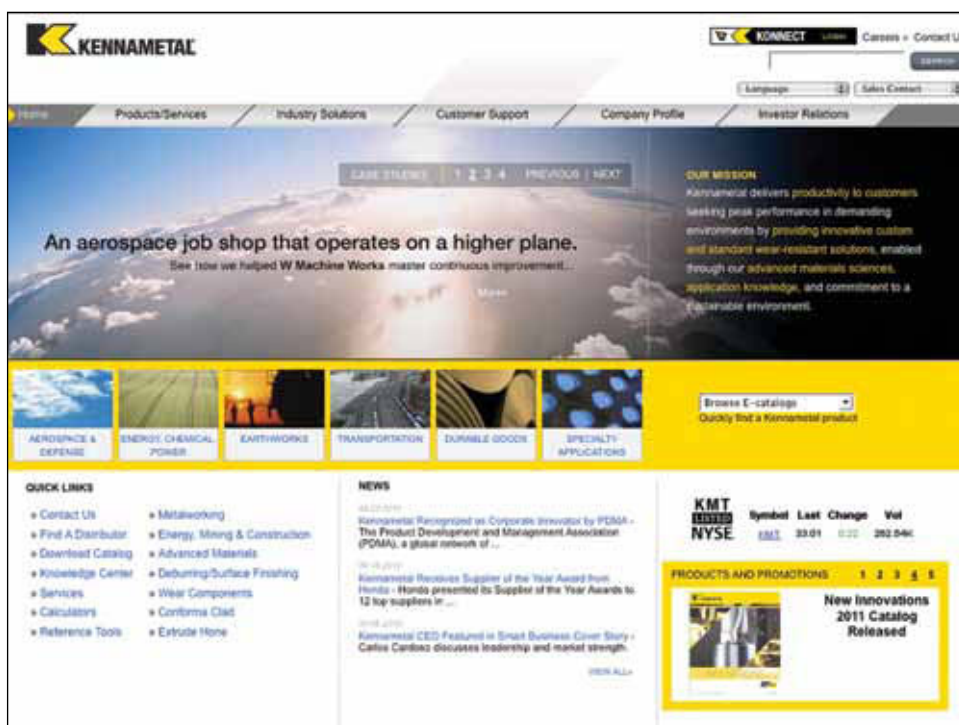 KENNAMETAL
KONNECT LOGIN Careers » Contact U
SEARCH
Language Sales Contact
Home Products/Services Industry Solutions Customer Support Company Profile Investor Relations
CASE STUDIES 1 2 3 4 PREVIOUS | NEXT
An aerospace job shop that operates on a higher plane.
See how we helped W Machine Works master continuous improvement...
More
OUR MISSION
Kennametal delivers productivity to customers
seeking peak performance in demanding
environments by providing innovative custom
and standard wear-resistant solutions, enabled
through our advanced materials sciences,
application knowledge, and commitment to a
sustainable environment.
AEROSPACE &
DEFENSE
ENERGY, CHEMICAL
POWER
EARTHWORKS
TRANSPORTATION
DURABLE GOODS
SPECIALTY
APPLICATIONS
Browse E-catalogs
Quickly find a Kennametal product
QUICK LINKS
» Contact Us
» Find A Distributor
» Download Catalog
» Knowledge Center
» Services
» Calculators
» Reference Tools
» Metalworking
» Energy, Mining & Construction
» Advanced Materials
» Deburring/Surface Finishing
» Wear Components
» Conforma Clad
» Extrude Hone
NEWS
Kennametal Recognized as Corporate Innovator by PDMA -
The Product Development and Management Association
(PDMA), a global network of ...
Kennametal Receives Supplier of the Year Award from
Honda - Honda presented its Supplier of the Year Awards to
12 top suppliers in ...
Kennametal CEO Featured in Smart Business Cover Story -
Carlos Cardoso discusses leadership and market strength.
VIEW ALL»
KMT
LISTED
NYSE
Symbol Last Change Vol
KMT 33.01 0.22
PRODUCTS AND PROMOTIONS 1 2 3 4 5
New Innovations
2011 Catalog
Released